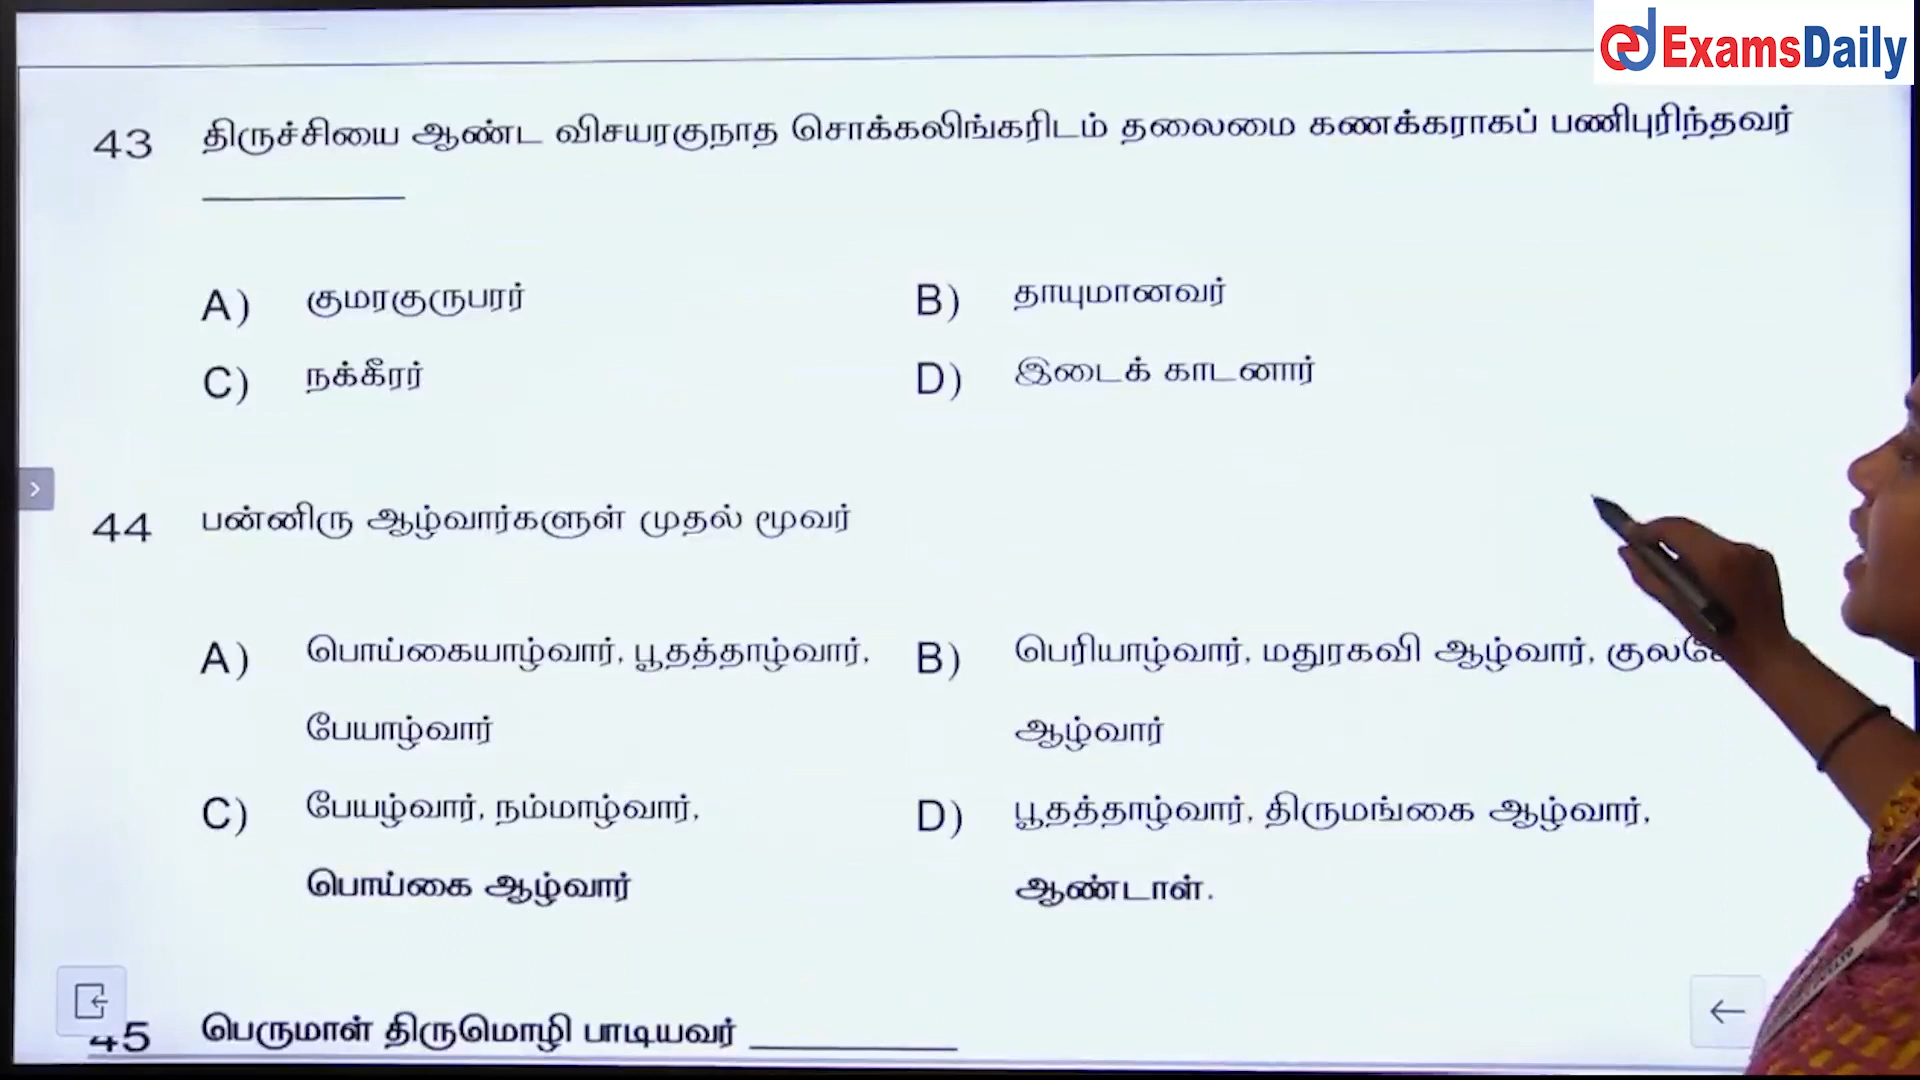 ExamsDaily
43 திருச்சியை ஆண்ட விசயரகுநாத சொக்கலிங்கரிடம் தலைமை கணக்கராகப் பணிபுரிந்தவர்
__________
A) குமரகுருபரர் B) தாயுமானவர்
C) நக்கீரர் D) இடைக் காடனார்
44 பன்னிரு ஆழ்வார்களுள் முதல் மூவர்
A) பொய்கையாழ்வார், பூதத்தாழ்வார், B) பெரியாழ்வார், மதுரகவி ஆழ்வார்,
பேயாழ்வார் ஆழ்வார்
C) பேயழ்வார், நம்மாழ்வார், D) பூதத்தாழ்வார், திருமங்கை ஆழ்வார்,
பொய்கை ஆழ்வார் ஆண்டாள்.
45 பெருமாள் திருமொழி பாடியவர் __________